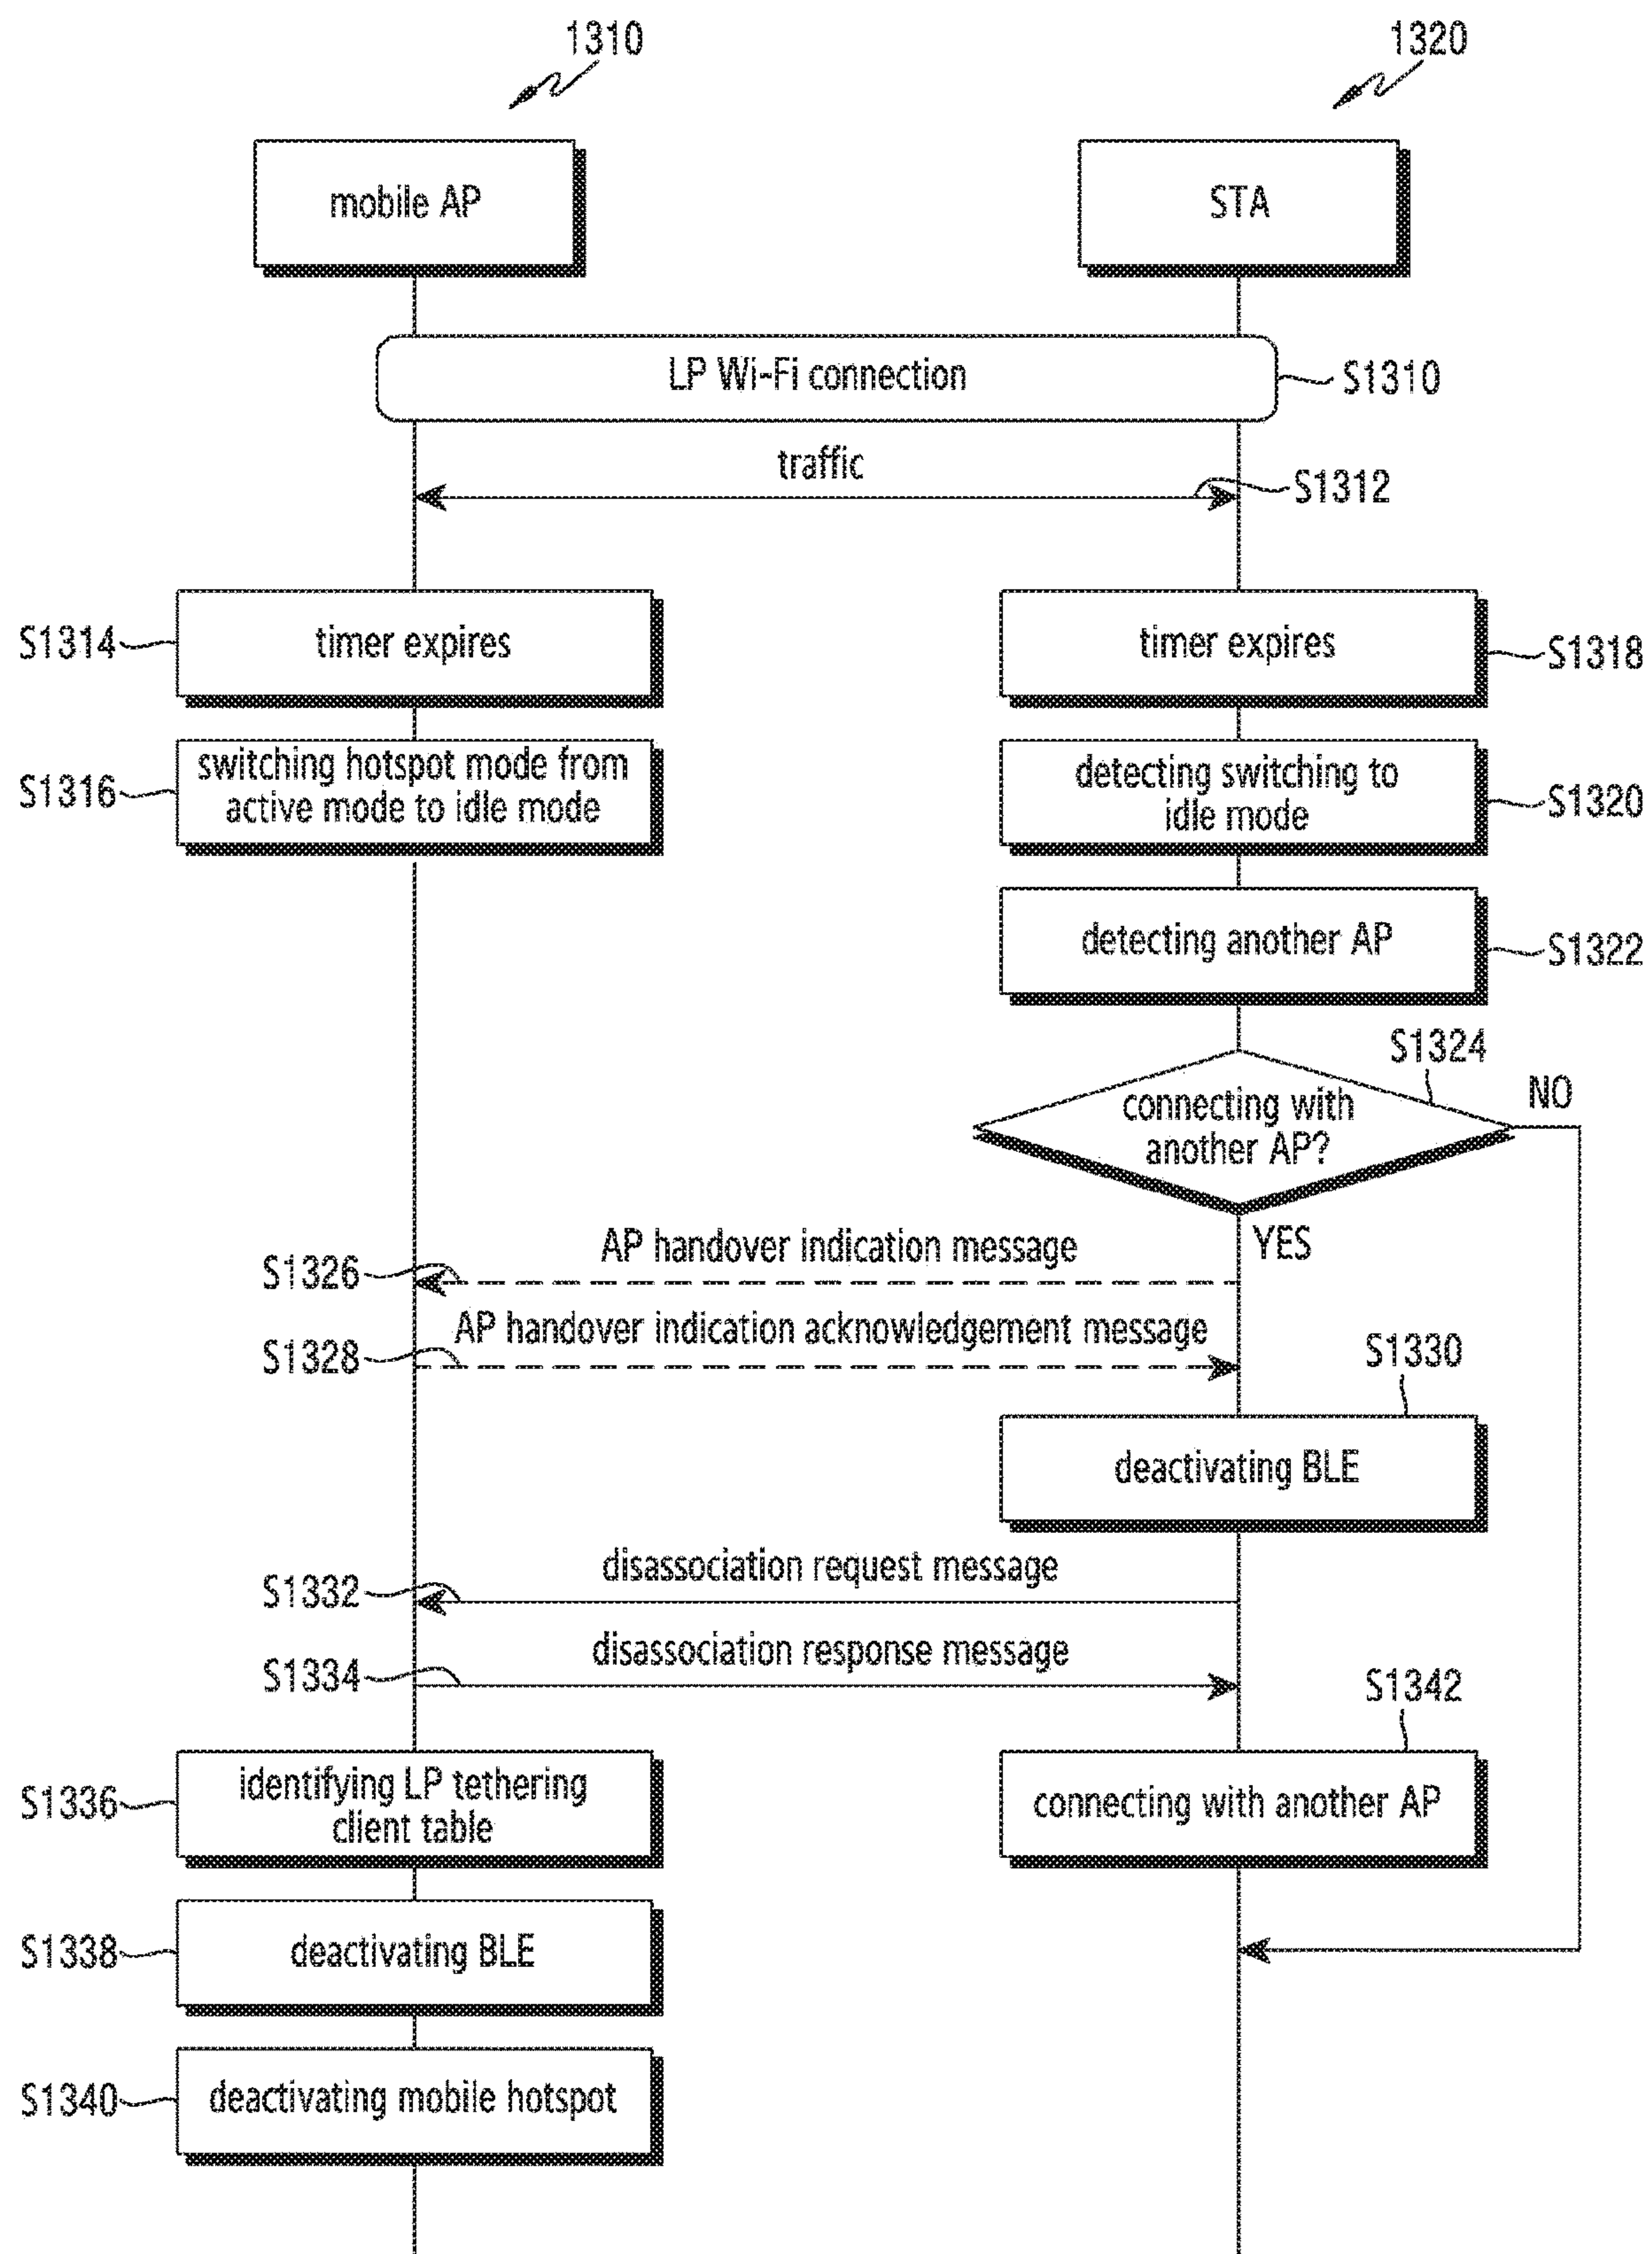 1310
1320
mobile AP
STA
LP Wi-Fi connection
S1310
traffic
S1312
S1314
timer expires
timer expires
S1318
S1316
switching hotspot mode from
active mode to idle mode
detecting switching to
idle mode
S1320
detecting another AP
S1322
S1324
connecting with
another AP?
NO
YES
AP handover indication message
S1326
AP handover indication acknowledgement message
S1328
S1330
deactivating BLE
disassociation request message
S1332
disassociation response message
S1334
S1342
S1336
identifying LP tethering
client table
connecting with another AP
S1338
deactivating BLE
S1340
deactivating mobile hotspot